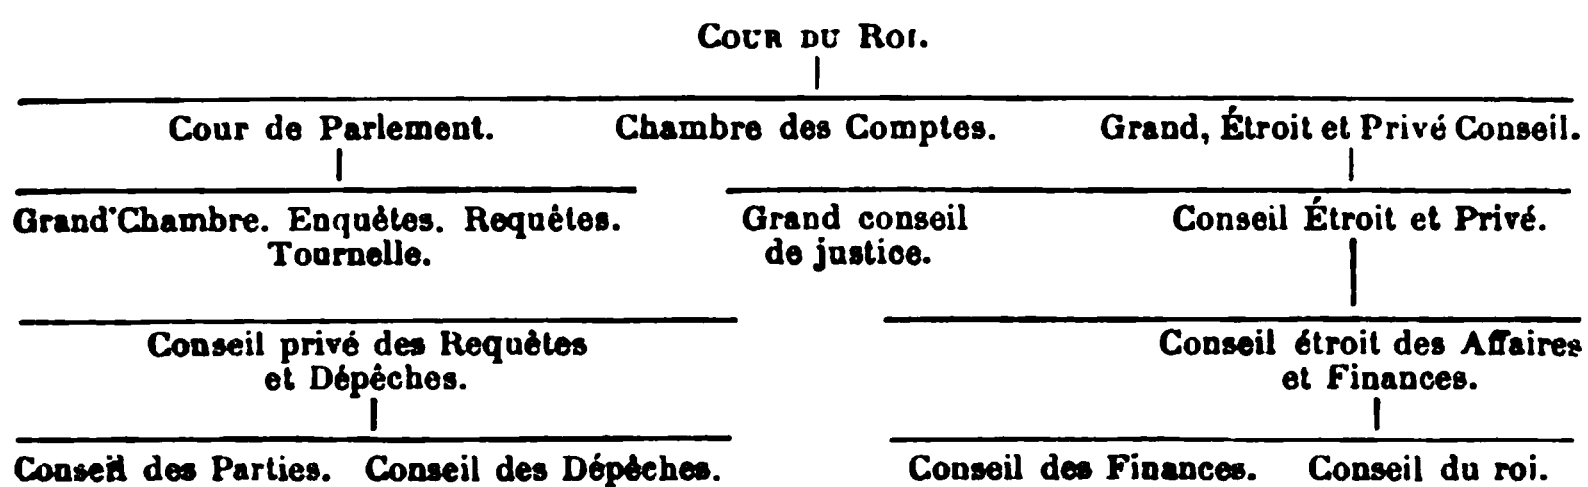 COUR DU ROI.
Cour de Parlement. Chambre des Comptes. Grand, Étroit et Privé Conseil.
Grand'Chambre. Enquêtes. Requêtes. Grand conseil Conseil Étroit et Privé.
Tournelle. de justice.
Conseil privé des Requêtes Conseil étroit des Affaires
et Dépêches. et Finances.
Conseil des Parties. Conseil des Dépêches. Conseil des Finances. Conseil du roi.